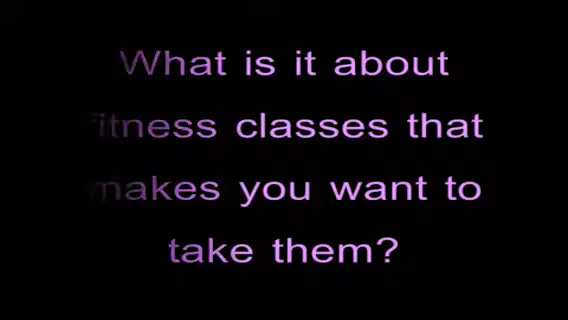 What is it about
fitness classes that
makes you want to
take them?